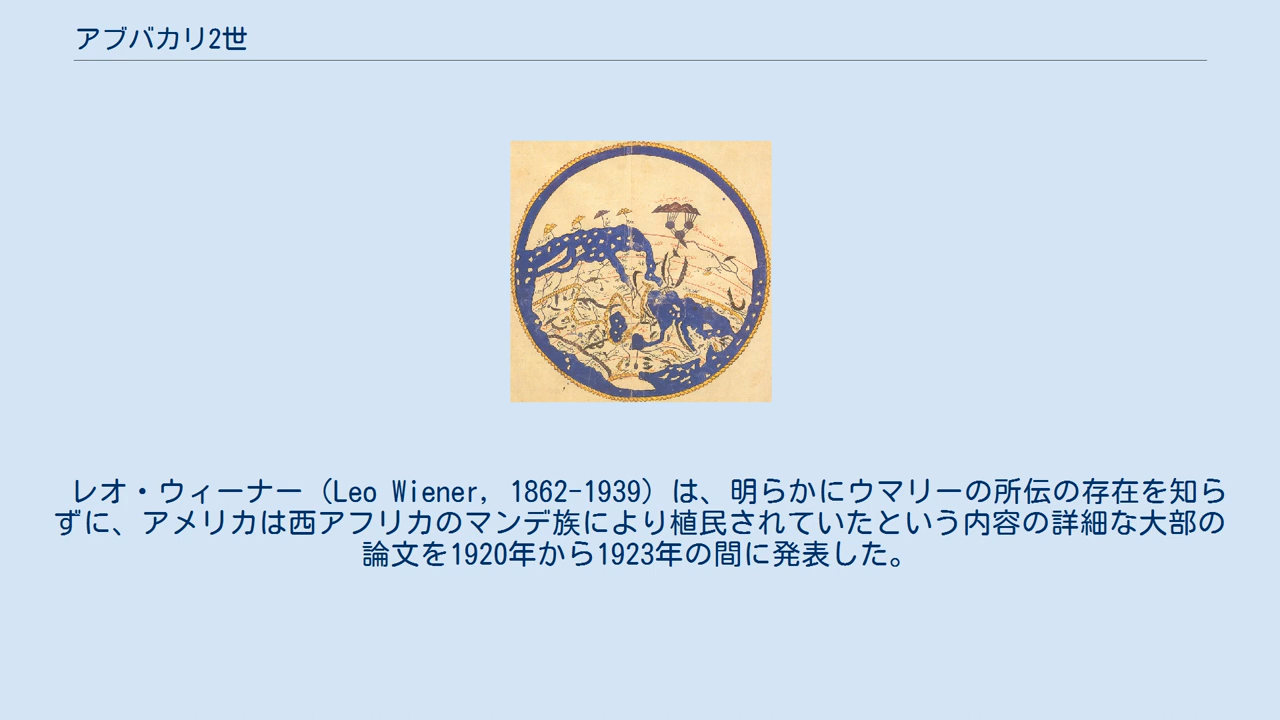 アブバカリ2世
レオ・ウィーナー（Leo Wiener, 1862-1939）は、明らかにウマリーの所伝の存在を知ら
ずに、アメリカは西アフリカのマンデ族により植民されていたという内容の詳細な大部の
論文を1920年から1923年の間に発表した。